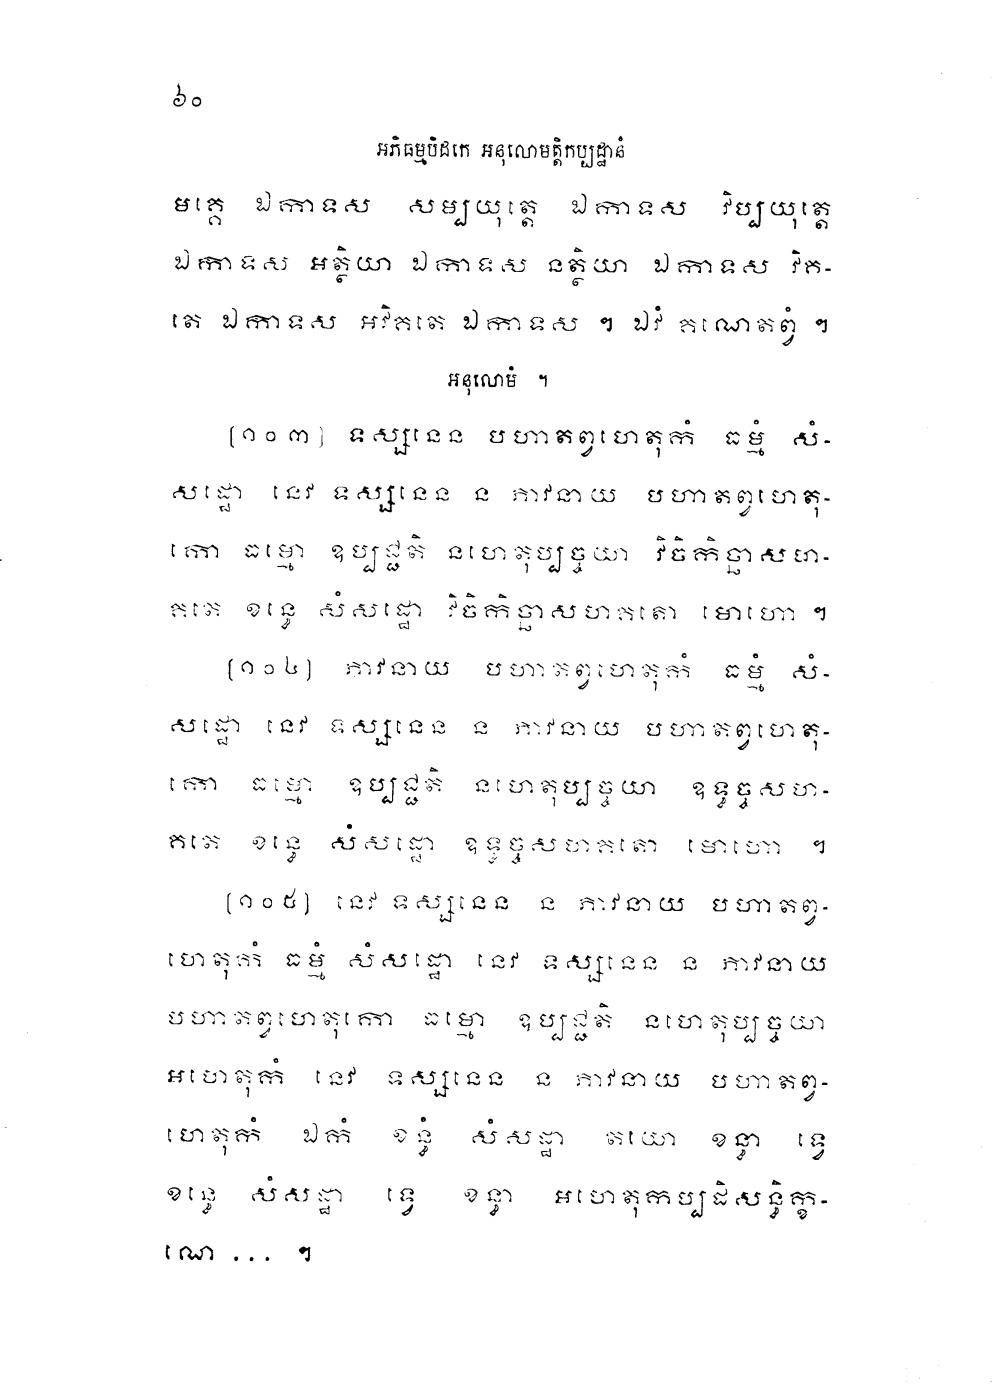 ៦០
អភិធម្មបិដកេ អនុលោមត្តិកប្បដ្ឋានំ
មគ្គេ ឯកាទស សម្បយុត្តេ ឯកាទស វិប្បយុត្តេ
ឯកាទស អត្ថិយា ឯកាទស នត្ថិយា ឯកាទស វិគ-
តេ ឯកាទស អវិគតេ ឯកាទស ។ ឯវំ គណេតព្វំ ។
អនុលោមំ ។
(១០៣) ទស្សនេន បហាតព្វហេតុកំ ធម្មំ សំ-
សដ្ឋោ នេវ ទស្សនេន ន ភាវនាយ បហាតព្វហេតុ-
កោ ធម្មោ ឧប្បជ្ជតិ នហេតុប្បច្ចយា វិចិកិច្ឆាសហ-
គតេ ខន្ធេ សំសដ្ឋោ វិចិកិច្ឆាសហគតោ មោហោ ។
(១០៤) ភាវនាយ បហាតព្វហេតុកំ ធម្មំ សំ-
សដ្ឋោ នេវ ទស្សនេន ន ភាវនាយ បហាតព្វហេតុ-
កោ ធម្មោ ឧប្បជ្ជតិ នហេតុប្បច្ចយា ឧទ្ធច្ចសហ-
គតេ ខន្ធេ សំសដ្ឋោ ឧទ្ធច្ចសហគតោ មោហោ ។
(១០៥) នេវ ទស្សនេន ន ភាវនាយ បហាតព្វ-
ហេតុកំ ធម្មំ សំសដ្ឋោ នេវ ទស្សនេន ន ភាវនាយ
បហាតព្វហេតុកោ ធម្មោ ឧប្បជ្ជតិ នហេតុប្បច្ចយា
អហេតុកំ នេវ ទស្សនេន ន ភាវនាយ បហាតព្វ-
ហេតុកំ ឯកំ ខន្ធំ សំសដ្ឋា តយោ ខន្ធា ទ្វេ
ខន្ធេ សំសដ្ឋា ទ្វេ ខន្ធា អហេតុកប្បដិសន្ធិក្ខ-
ណេ ... ។